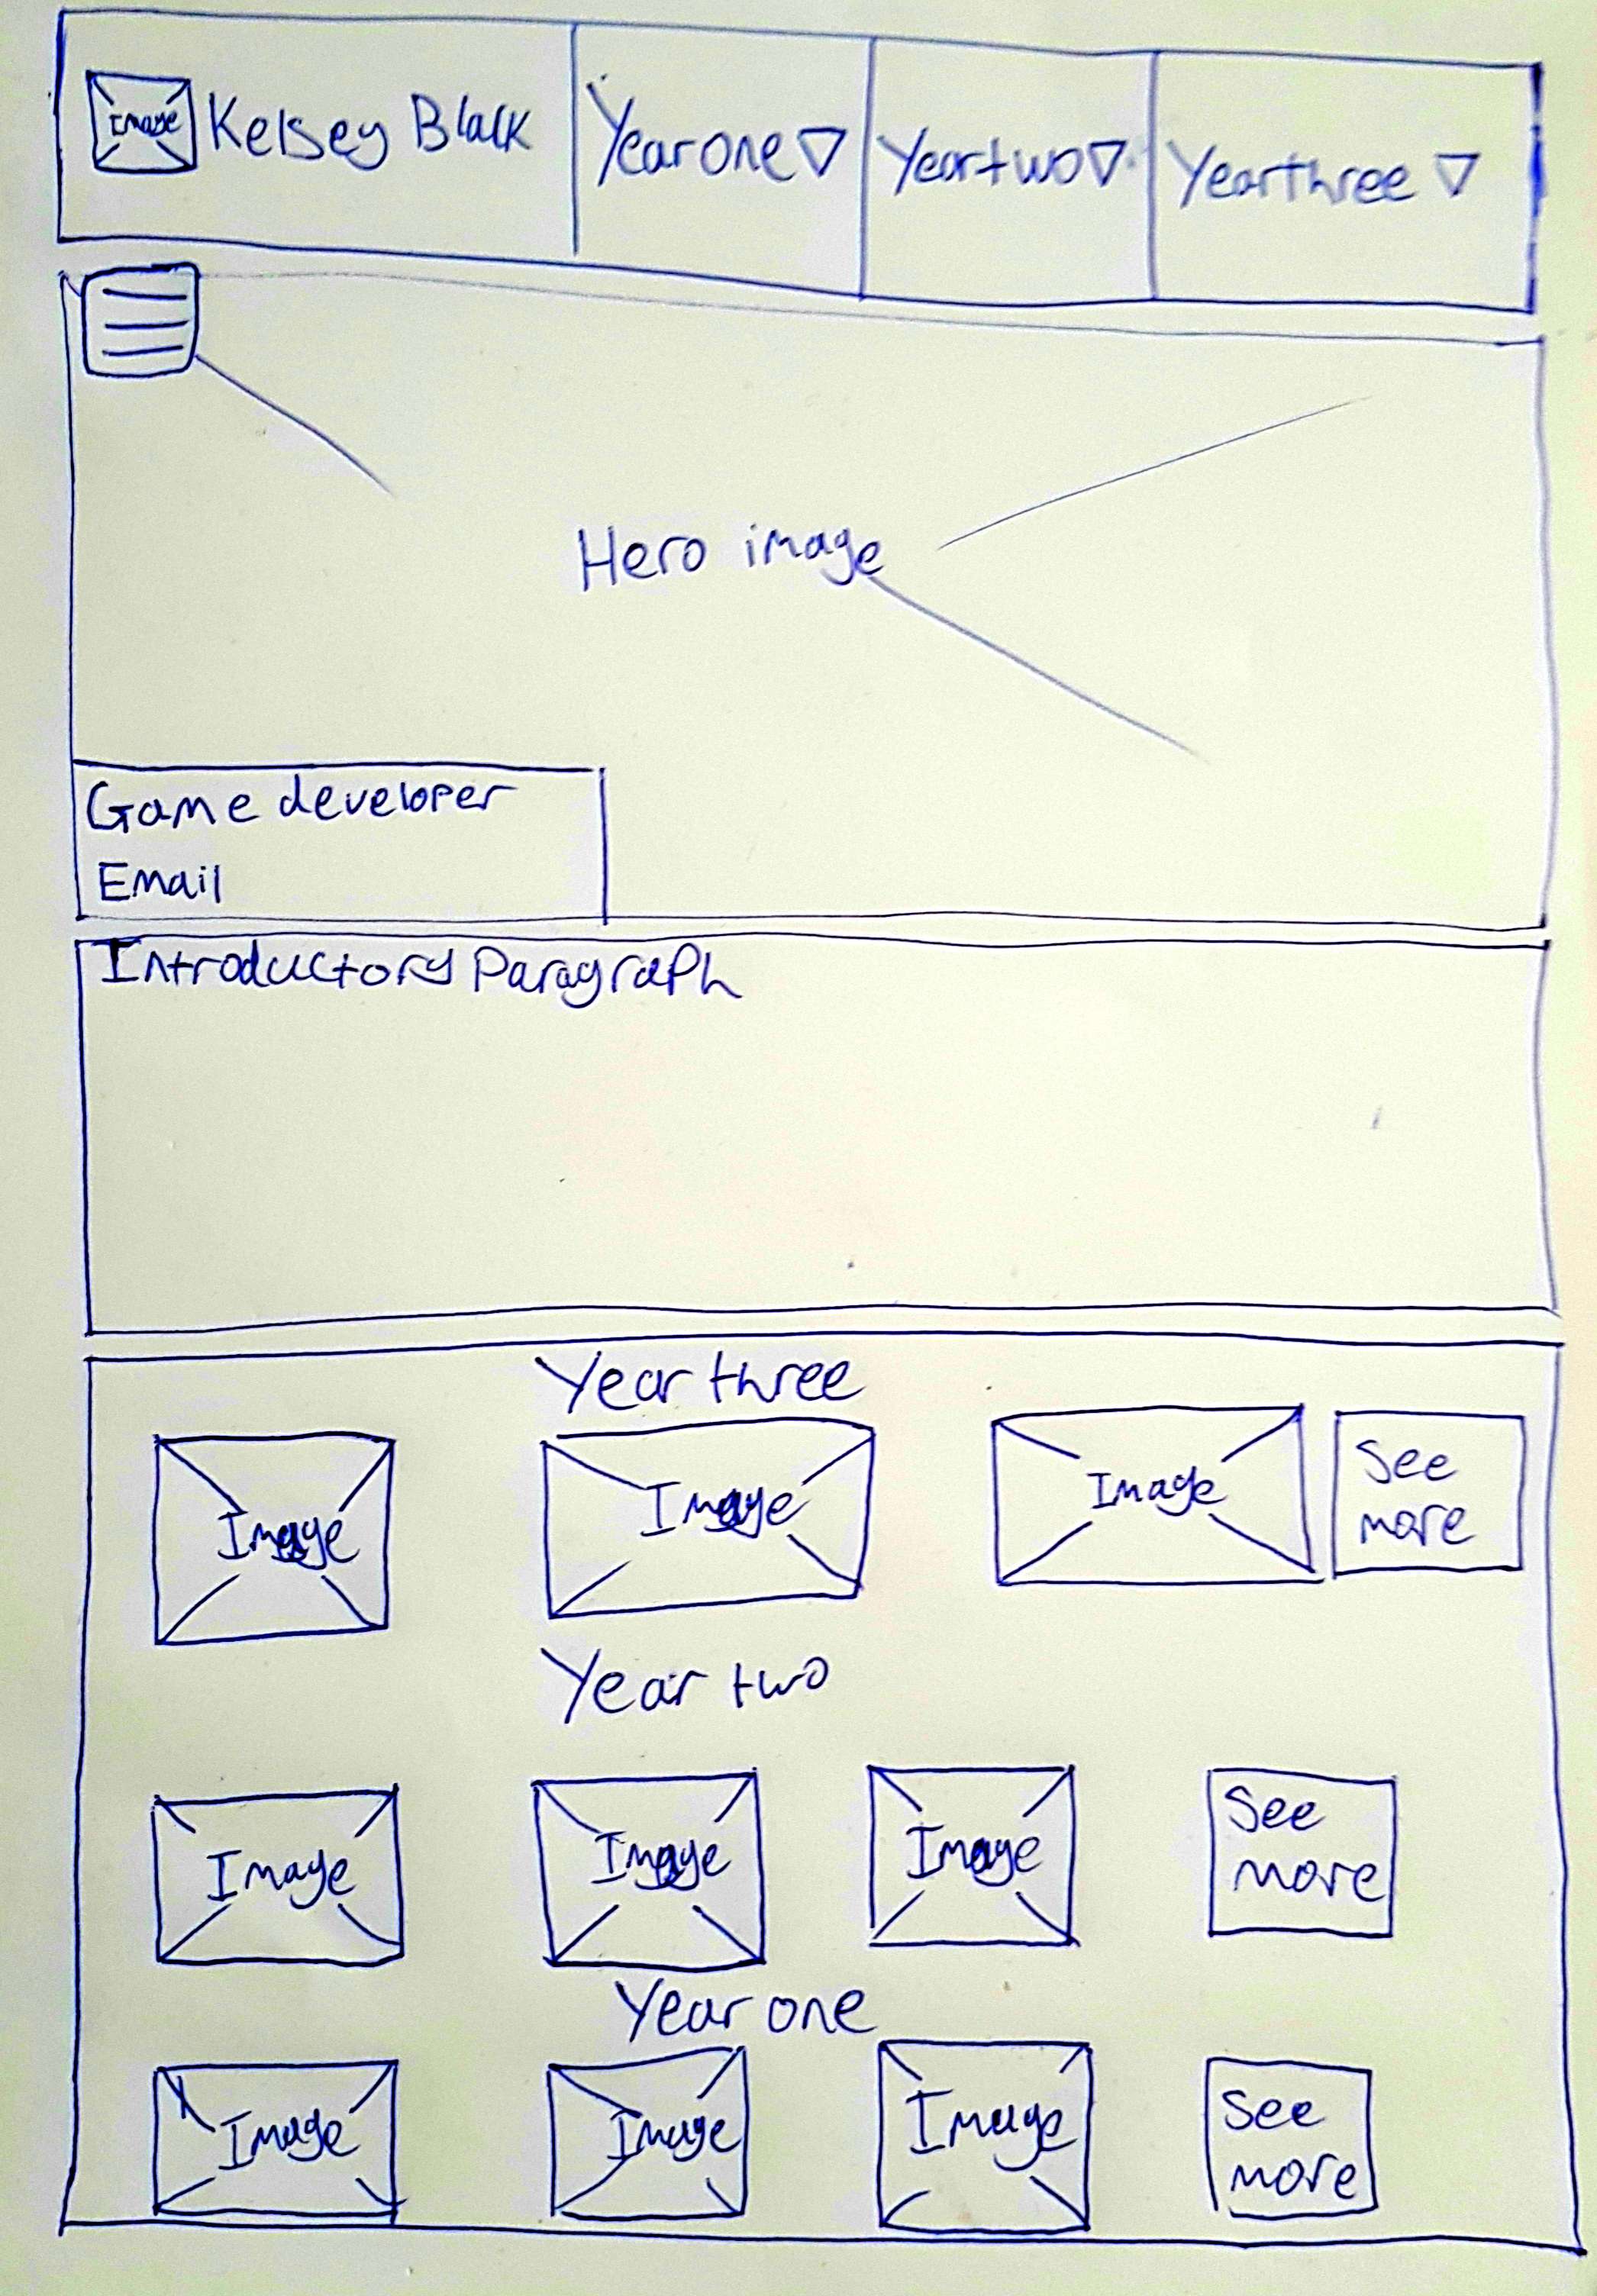 Image Kelsey Black Year one Year two Year three
Hero image
Game developer
Email
Introductory Paragraph
Year three
Image Image Image See more
Year two
Image Image Image See more
Year one
Image Image Image See more